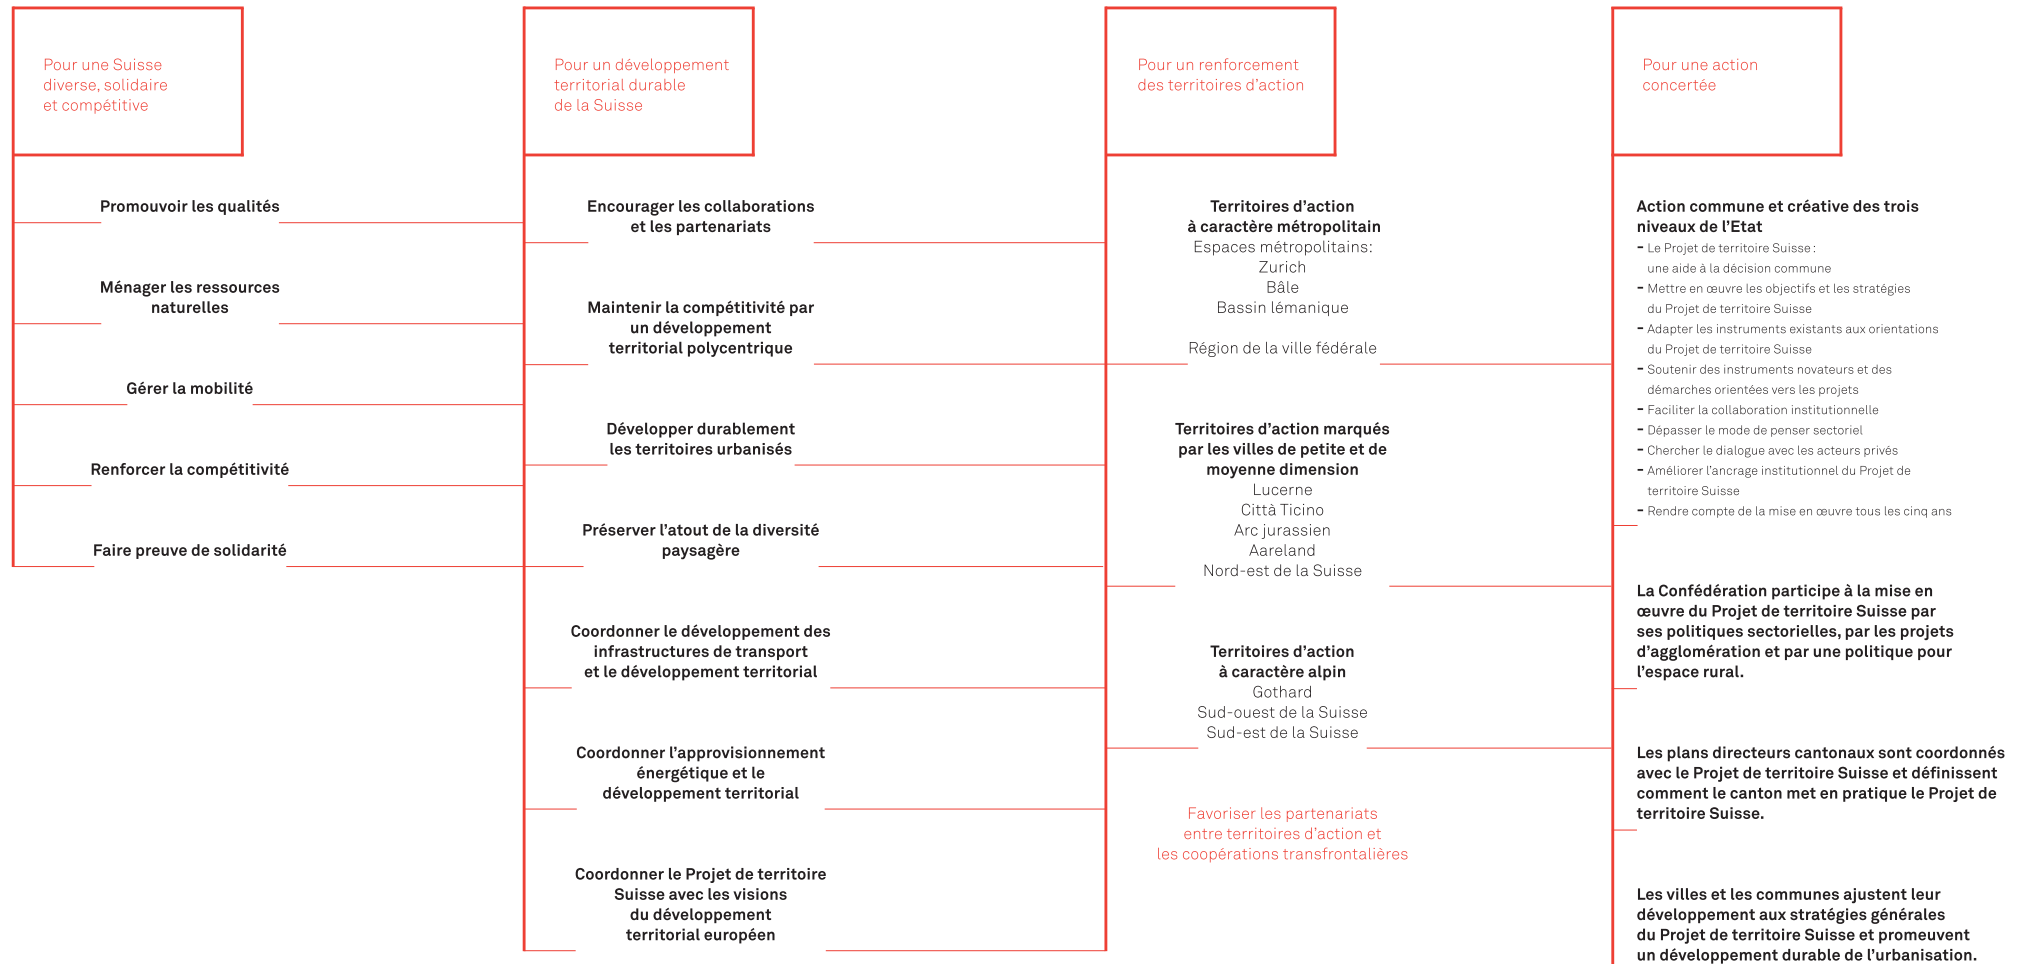 Pour une Suisse
diverse, solidaire
et compétitive
Promouvoir les qualités
Ménager les ressources
naturelles
Gérer la mobilité
Renforcer la compétitivité
Faire preuve de solidarité
Pour un développement
territorial durable
de la Suisse
Encourager les collaborations
et les partenariats
Maintenir la compétitivité par
un développement
territorial polycentrique
Développer durablement
les territoires urbanisés
Préserver l’atout de la diversité
paysagère
Coordonner le développement des
infrastructures de transport
et le développement territorial
Coordonner l’approvisionnement
énergétique et le
développement territorial
Coordonner le Projet de territoire
Suisse avec les visions
du développement
territorial européen
Pour un renforcement
des territoires d’action
Territoires d’action
à caractère métropolitain
Espaces métropolitains:
Zurich
Bâle
Bassin lémanique
Région de la ville fédérale
Territoires d’action marqués
par les villes de petite et de
moyenne dimension
Lucerne
Città Ticino
Arc jurassien
Aareland
Nord-est de la Suisse
Territoires d’action
à caractère alpin
Gothard
Sud-ouest de la Suisse
Sud-est de la Suisse
Favoriser les partenariats
entre territoires d’action et
les coopérations transfrontalières
Pour une action
concertée
Action commune et créative des trois
niveaux de l’Etat
- Le Projet de territoire Suisse :
une aide à la décision commune
- Mettre en œuvre les objectifs et les stratégies
du Projet de territoire Suisse
- Adapter les instruments existants aux orientations
du Projet de territoire Suisse
- Soutenir des instruments novateurs et des
démarches orientées vers les projets
- Faciliter la collaboration institutionnelle
- Dépasser le mode de penser sectoriel
- Chercher le dialogue avec les acteurs privés
- Améliorer l’ancrage institutionnel du Projet de
territoire Suisse
- Rendre compte de la mise en œuvre tous les cinq ans
La Confédération participe à la mise en
œuvre du Projet de territoire Suisse par
ses politiques sectorielles, par les projets
d’agglomération et par une politique pour
l’espace rural.
Les plans directeurs cantonaux sont coordonnés
avec le Projet de territoire Suisse et définissent
comment le canton met en pratique le Projet de
territoire Suisse.
Les villes et les communes ajustent leur
développement aux stratégies générales
du Projet de territoire Suisse et promeuvent
un développement durable de l’urbanisation.